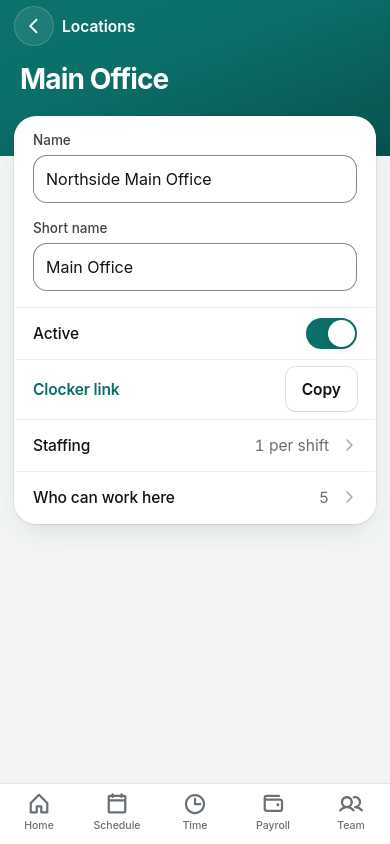 Locations
Main Office
Name
Northside Main Office
Short name
Main Office
Active
Clocker link
Copy
Staffing
1 per shift
Who can work here
5
Home
Schedule
Time
Payroll
Team